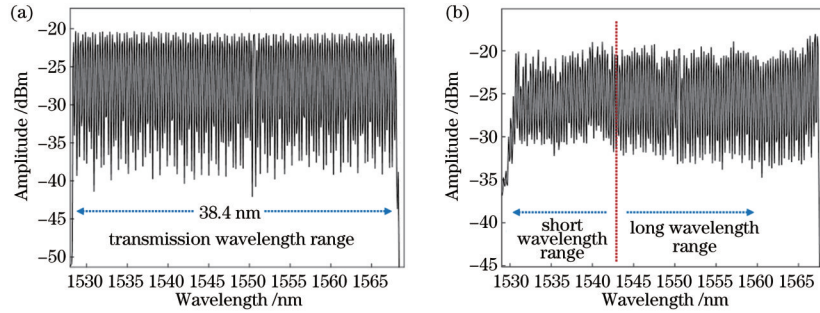 (a)
Amplitude /dBm
−20
−25
−30
−35
−40
−45
−50
38.4 nm
transmission wavelength range
1530 1535 1540 1545 1550 1555 1560 1565
Wavelength /nm
(b)
Amplitude /dBm
−15
−20
−25
−30
−35
−40
−45
short
wavelength
range
long wavelength
range
1530 1535 1540 1545 1550 1555 1560 1565
Wavelength /nm